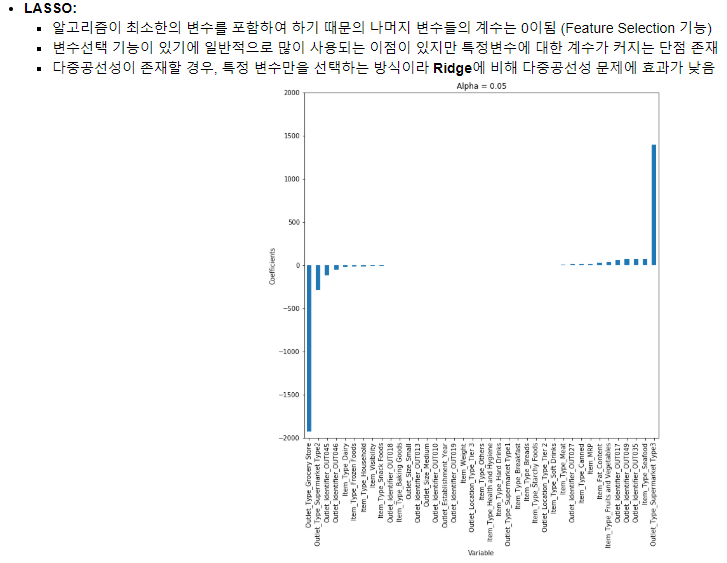 LASSO:
알고리즘이 최소한의 변수를 포함하여 하기 때문의 나머지 변수들의 계수는 0이됨 (Feature Selection 기능)
변수선택 기능이 있기에 일반적으로 많이 사용되는 이점이 있지만 특정변수에 대한 계수가 커지는 단점 존재
다중공선성이 존재할 경우, 특정 변수만을 선택하는 방식이라 Ridge에 비해 다중공선성 문제에 효과가 낮음
Alpha = 0.05
2000
1500
1000
500
0
−500
−1000
−1500
−2000
Coefficients
Outlet_Type_Grocery Store
Outlet_Type_Supermarket Type2
Outlet_Identifier_OUT045
Outlet_Identifier_OUT046
Item_Type_Dairy
Item_Type_Frozen Foods
Item_Type_Household
Item_Visibility
Item_Type_Snack Foods
Outlet_Identifier_OUT018
Item_Type_Baking Goods
Outlet_Size_Small
Outlet_Identifier_OUT013
Outlet_Size_Medium
Outlet_Identifier_OUT010
Outlet_Establishment_Year
Outlet_Identifier_OUT019
Item_Weight
Outlet_Location_Type_Tier 3
Item_Type_Others
Item_Type_Health and Hygiene
Item_Type_Hard Drinks
Outlet_Type_Supermarket Type1
Item_Type_Breakfast
Item_Type_Breads
Item_Type_Starchy Foods
Outlet_Location_Type_Tier 2
Item_Type_Soft Drinks
Item_Type_Meat
Outlet_Identifier_OUT027
Item_Type_Canned
Item_MRP
Item_Fat_Content
Item_Type_Fruits and Vegetables
Outlet_Identifier_OUT017
Outlet_Identifier_OUT049
Outlet_Identifier_OUT035
Item_Type_Seafood
Outlet_Type_Supermarket Type3
Variable